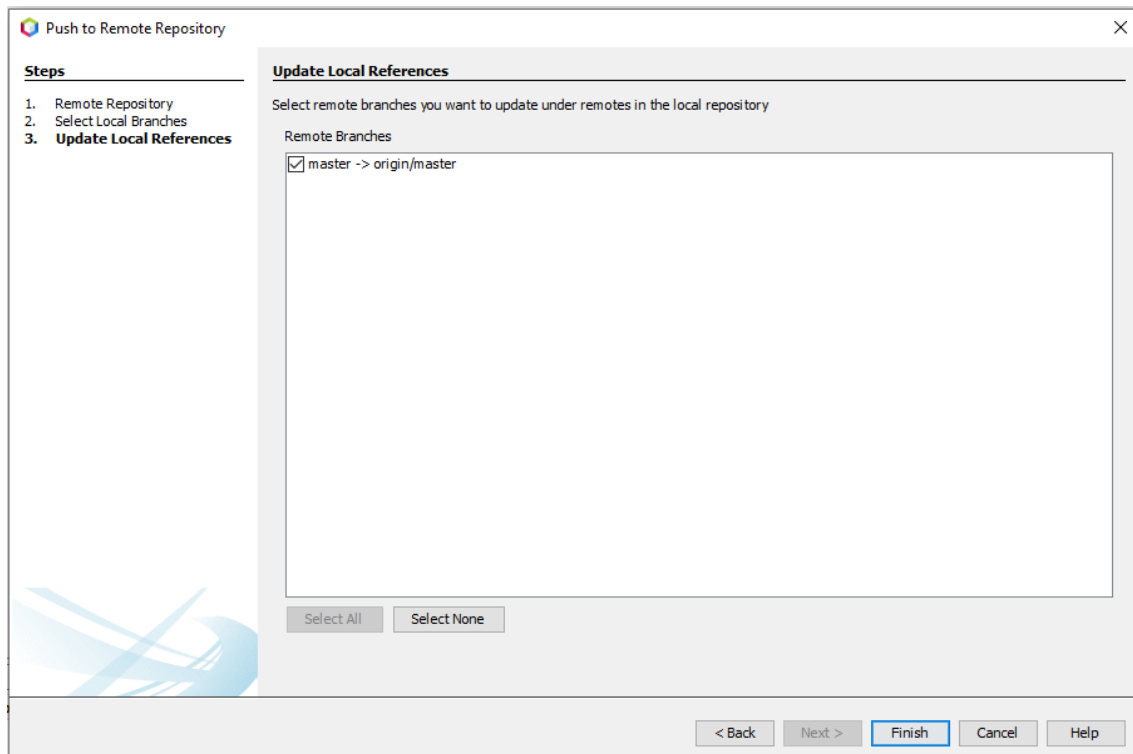 Push to Remote Repository
Steps
1. Remote Repository
2. Select Local Branches
3. Update Local References
Update Local References
Select remote branches you want to update under remotes in the local repository
Remote Branches
master -> origin/master
Select All
Select None
< Back
Next >
Finish
Cancel
Help